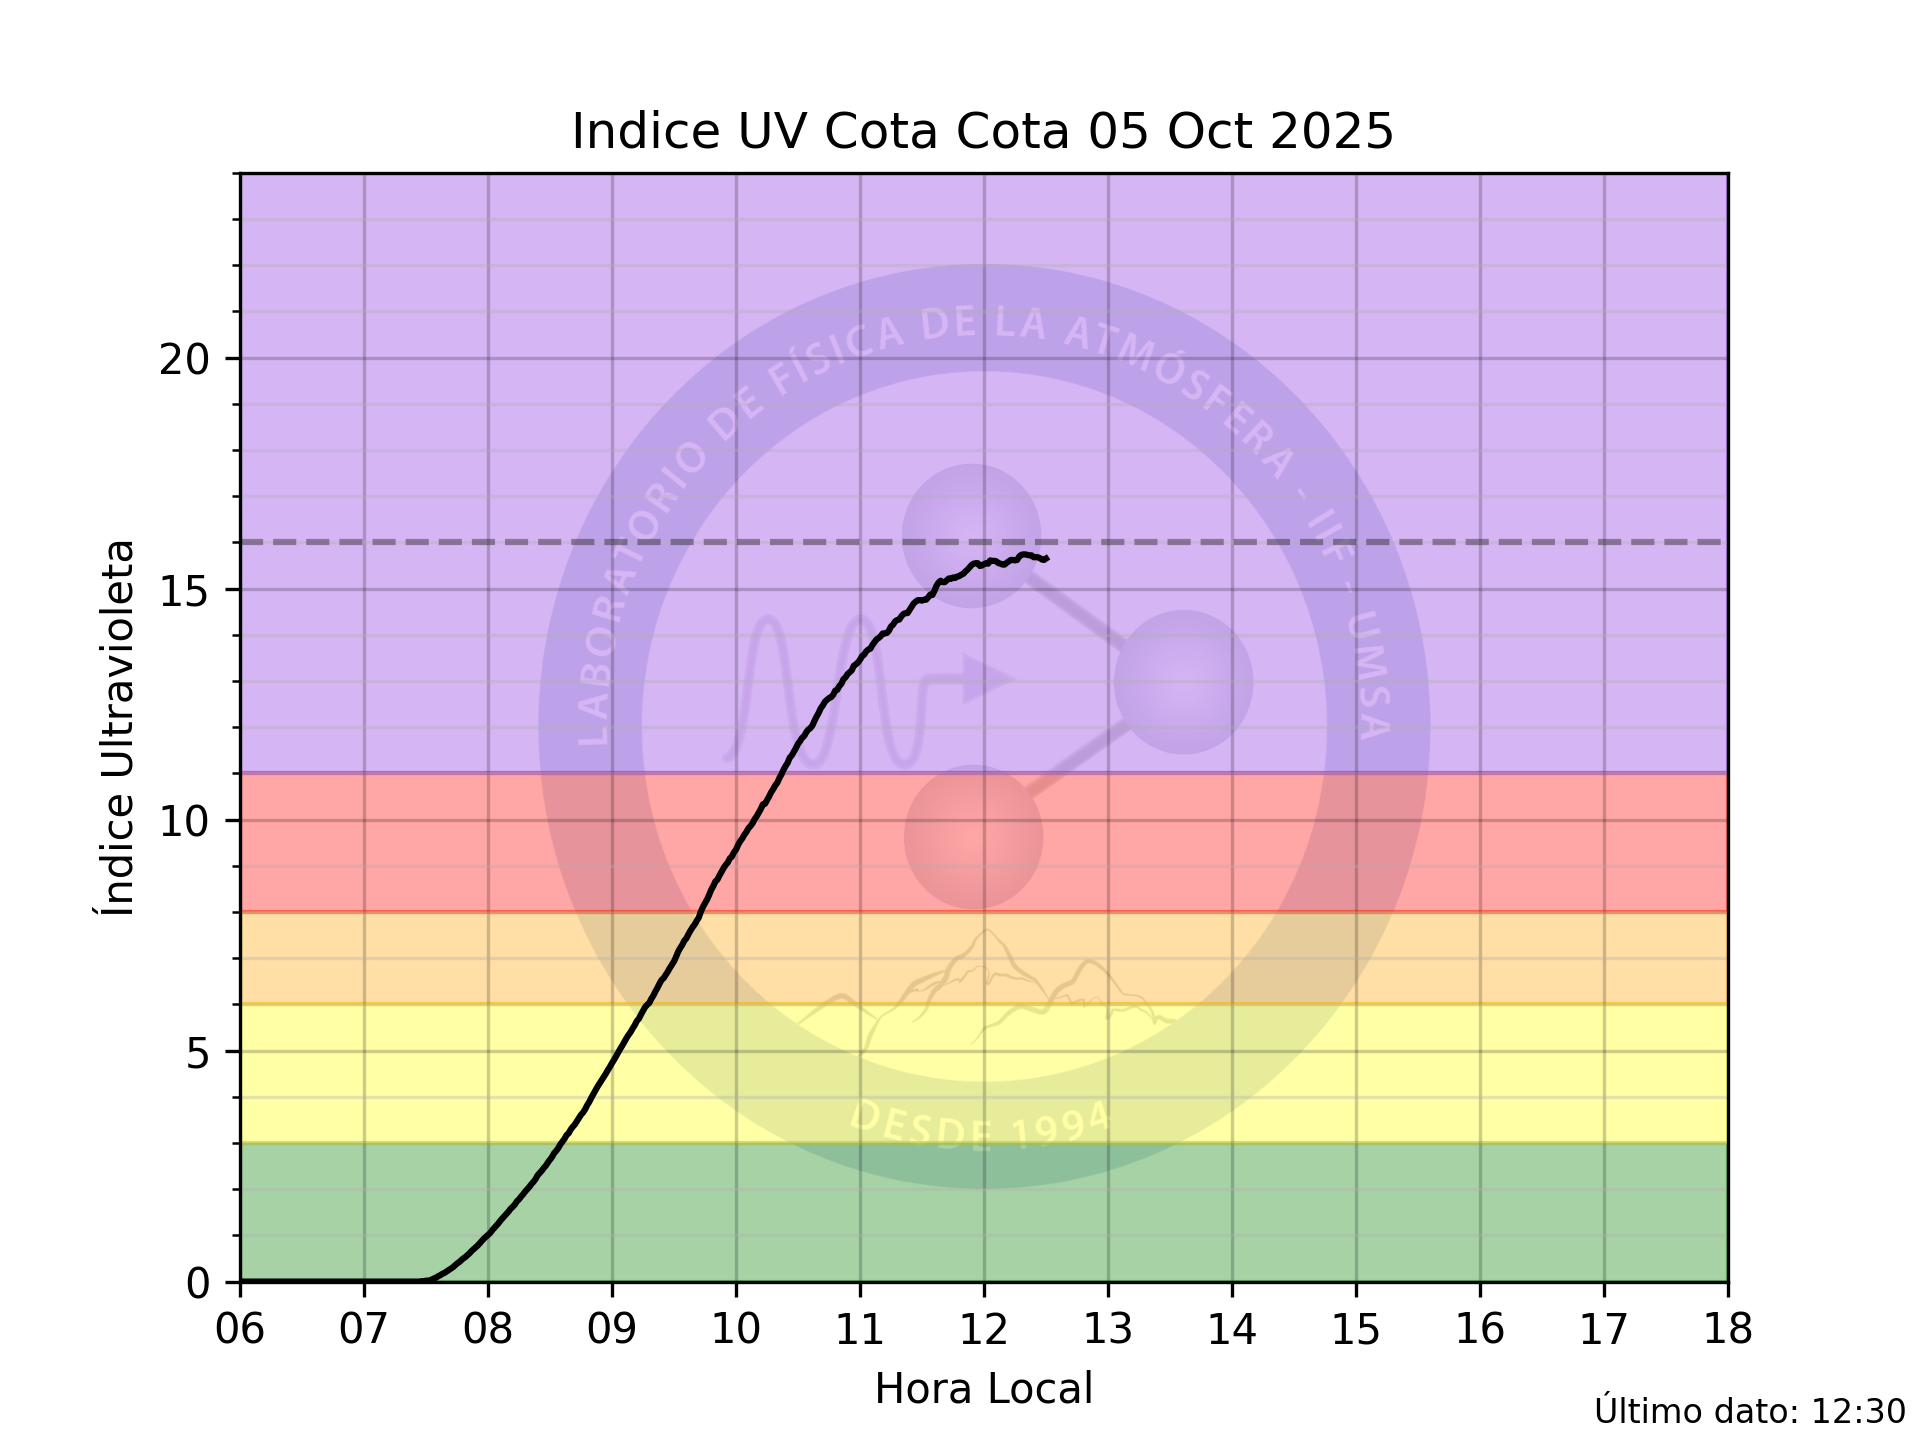 Indice UV Cota Cota 05 Oct 2025
Índice Ultravioleta
20
15
10
5
0
LABORATORIO DE FÍSICA DE LA ATMÓSFERA - IIF - UMSA
DESDE 1994
06 07 08 09 10 11 12 13 14 15 16 17 18
Hora Local
Último dato: 12:30